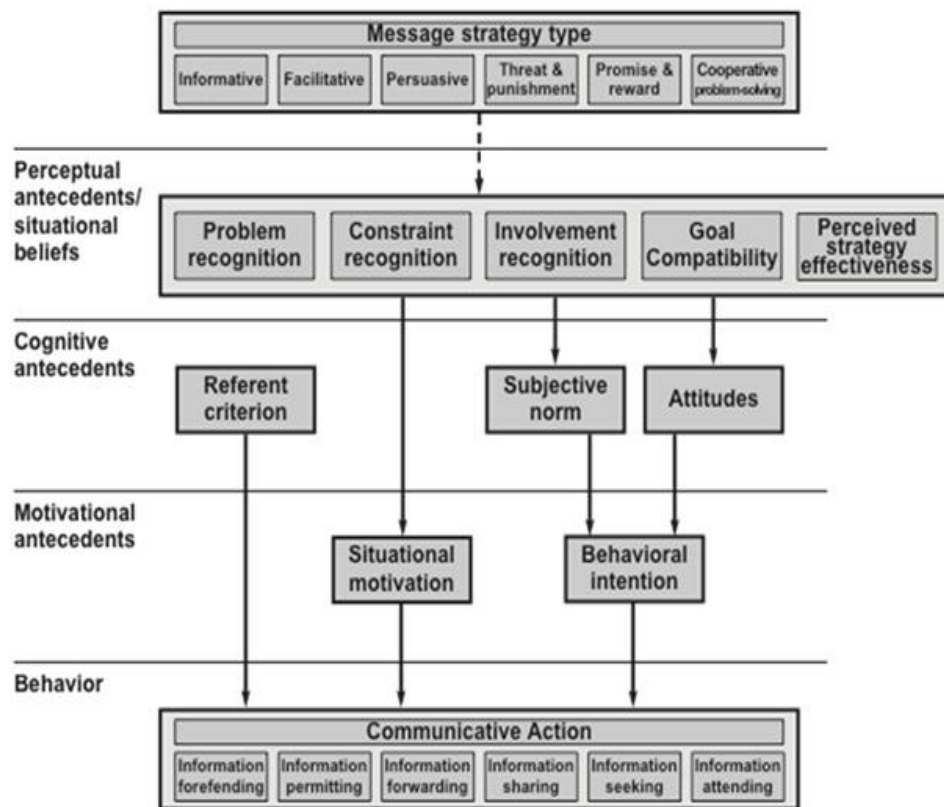 Message strategy type
Informative
Facilitative
Persuasive
Threat &
punishment
Promise &
reward
Cooperative
problem-solving
Perceptual
antecedents/
situational
beliefs
Problem
recognition
Constraint
recognition
Involvement
recognition
Goal
Compatibility
Perceived
strategy
effectiveness
Cognitive
antecedents
Referent
criterion
Subjective
norm
Attitudes
Motivational
antecedents
Situational
motivation
Behavioral
intention
Behavior
Communicative Action
Information
forefending
Information
permitting
Information
forwarding
Information
sharing
Information
seeking
Information
attending